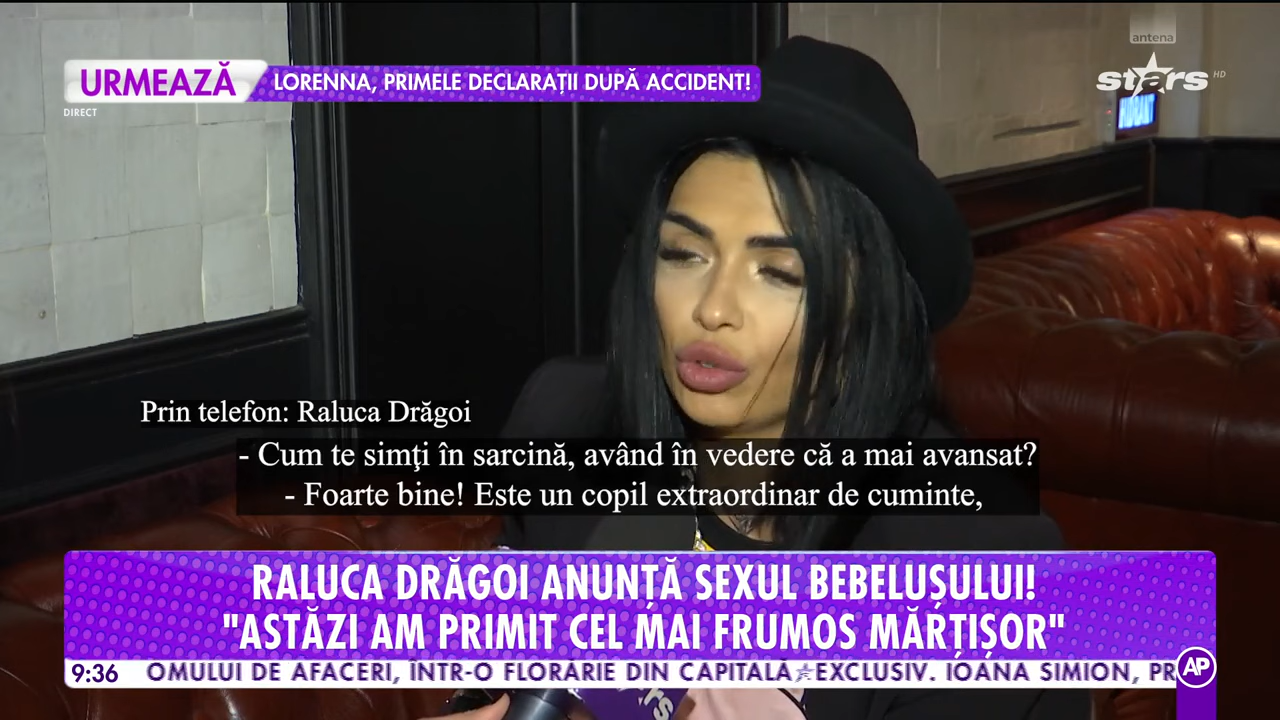 antena
stars HD
URMEAZĂ
LORENNA, PRIMELE DECLARAȚII DUPĂ ACCIDENT!
DIRECT
Prin telefon: Raluca Drăgoi
- Cum te simţi în sarcină, având în vedere că a mai avansat?
- Foarte bine! Este un copil extraordinar de cuminte,
RALUCA DRĂGOI ANUNȚĂ SEXUL BEBELUȘULUI!
"ASTĂZI AM PRIMIT CEL MAI FRUMOS MĂRȚIȘOR"
9:36 OMULUI DE AFACERI, ÎNTR-O FLORĂRIE DIN CAPITALĂ EXCLUSIV. IOANA SIMION, PR
AP